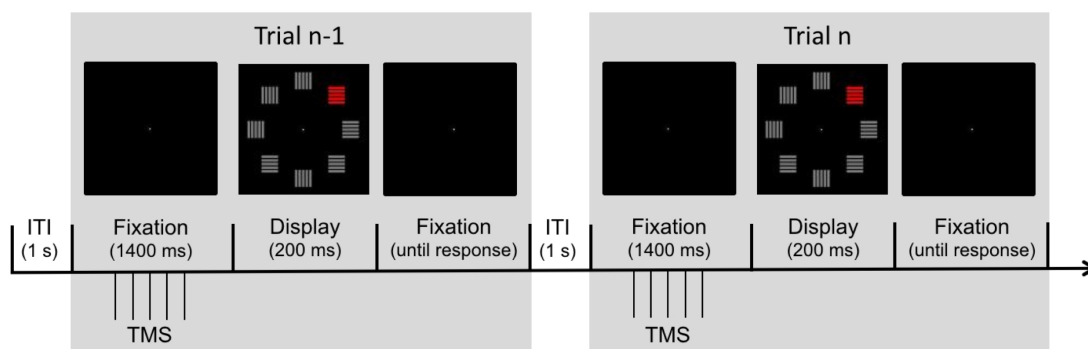 Trial n-1
Trial n
ITI
(1 s)
Fixation
(1400 ms)
Display
(200 ms)
Fixation
(until response)
ITI
(1 s)
Fixation
(1400 ms)
Display
(200 ms)
Fixation
(until response)
TMS
TMS